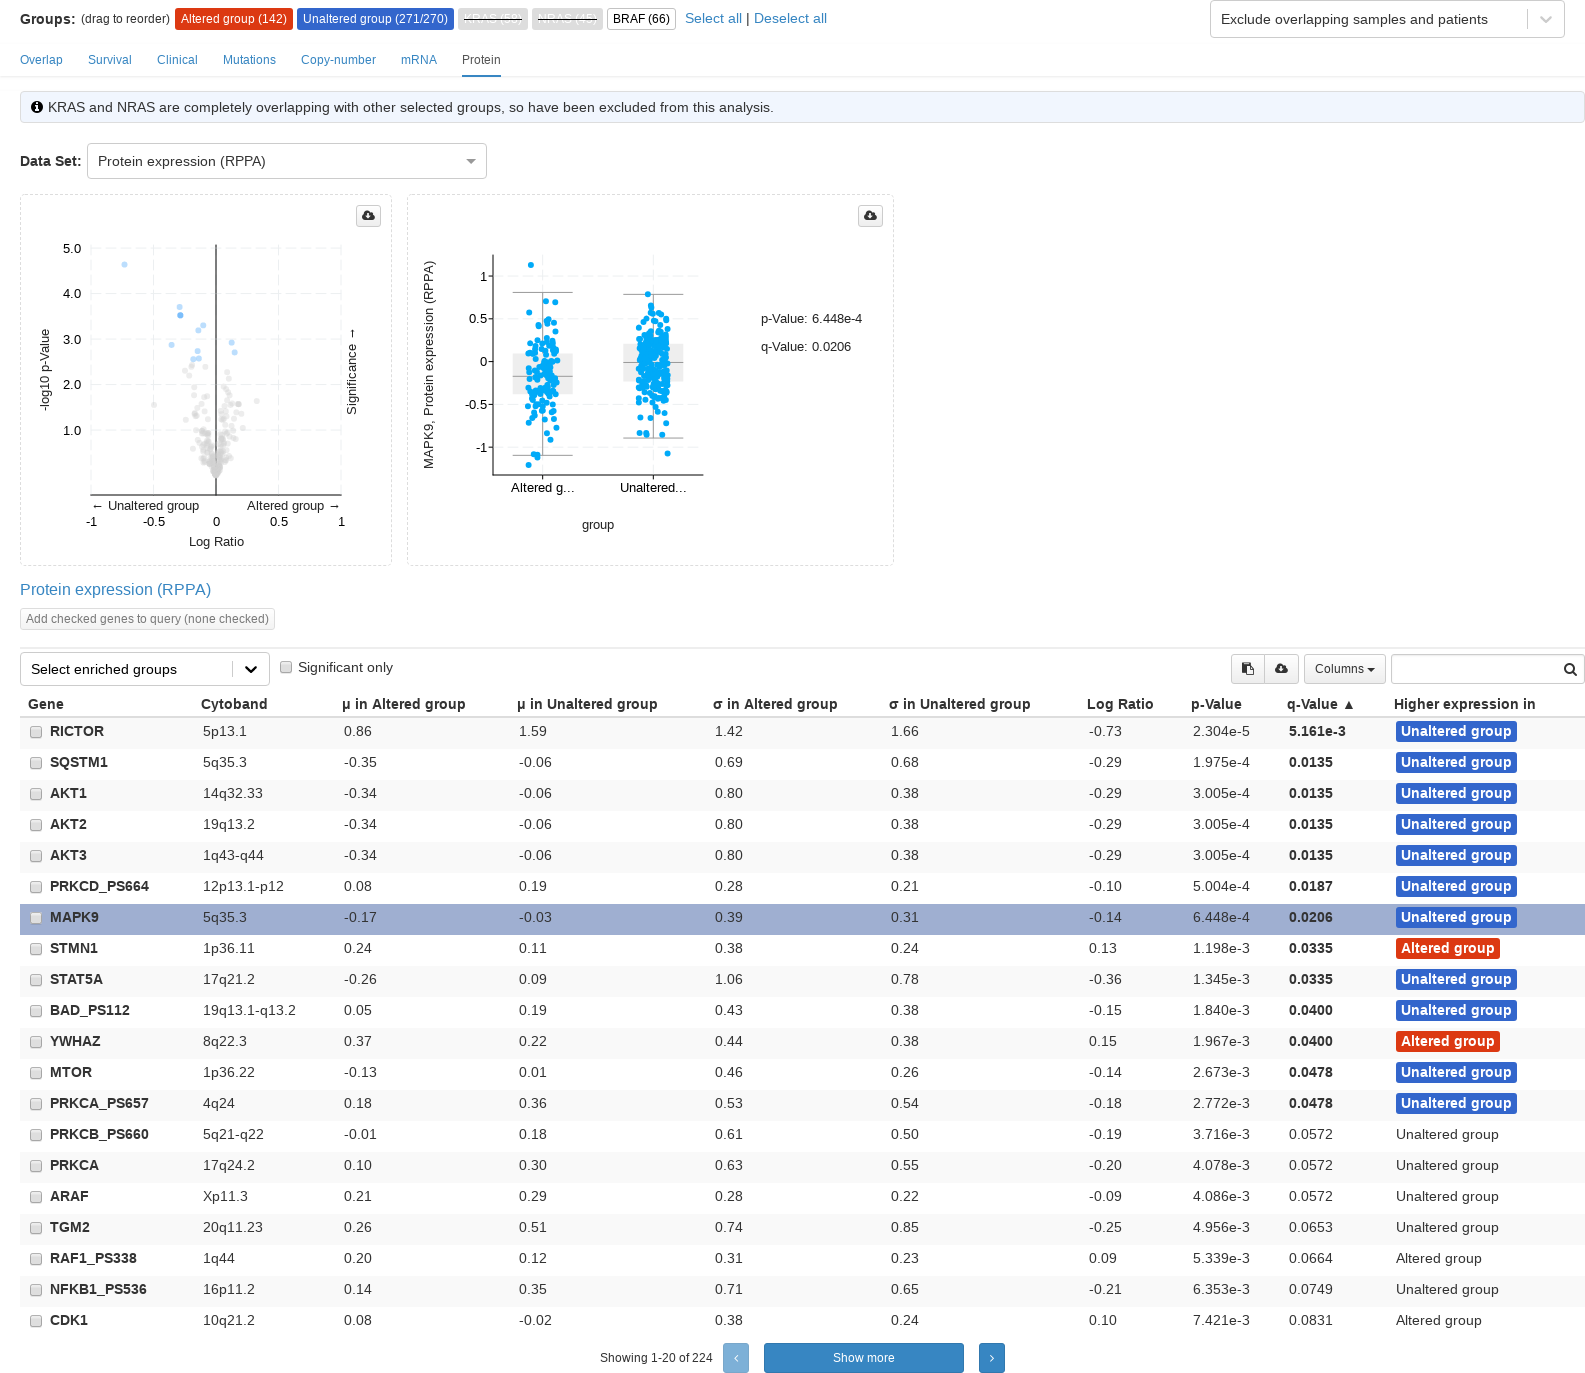 Groups: (drag to reorder) Altered group (142) Unaltered group (271/270) KRAS (59) NRAS (45) BRAF (66) Select all | Deselect all Exclude overlapping samples and patients
Overlap Survival Clinical Mutations Copy-number mRNA Protein
KRAS and NRAS are completely overlapping with other selected groups, so have been excluded from this analysis.
Data Set: Protein expression (RPPA)
5.0
4.0
3.0
2.0
1.0
-log10 p-Value
Significance →
← Unaltered group Altered group →
-1 -0.5 0 0.5 1
Log Ratio
MAPK9, Protein expression (RPPA)
1
0.5
0
-0.5
-1
Altered g... Unaltered...
group
p-Value: 6.448e-4
q-Value: 0.0206
Protein expression (RPPA)
Add checked genes to query (none checked)
Select enriched groups Significant only Columns
Gene Cytoband μ in Altered group μ in Unaltered group σ in Altered group σ in Unaltered group Log Ratio p-Value q-Value ▲ Higher expression in
RICTOR 5p13.1 0.86 1.59 1.42 1.66 -0.73 2.304e-5 5.161e-3 Unaltered group
SQSTM1 5q35.3 -0.35 -0.06 0.69 0.68 -0.29 1.975e-4 0.0135 Unaltered group
AKT1 14q32.33 -0.34 -0.06 0.80 0.38 -0.29 3.005e-4 0.0135 Unaltered group
AKT2 19q13.2 -0.34 -0.06 0.80 0.38 -0.29 3.005e-4 0.0135 Unaltered group
AKT3 1q43-q44 -0.34 -0.06 0.80 0.38 -0.29 3.005e-4 0.0135 Unaltered group
PRKCD_PS664 12p13.1-p12 0.08 0.19 0.28 0.21 -0.10 5.004e-4 0.0187 Unaltered group
MAPK9 5q35.3 -0.17 -0.03 0.39 0.31 -0.14 6.448e-4 0.0206 Unaltered group
STMN1 1p36.11 0.24 0.11 0.38 0.24 0.13 1.198e-3 0.0335 Altered group
STAT5A 17q21.2 -0.26 0.09 1.06 0.78 -0.36 1.345e-3 0.0335 Unaltered group
BAD_PS112 19q13.1-q13.2 0.05 0.19 0.43 0.38 -0.15 1.840e-3 0.0400 Unaltered group
YWHAZ 8q22.3 0.37 0.22 0.44 0.38 0.15 1.967e-3 0.0400 Altered group
MTOR 1p36.22 -0.13 0.01 0.46 0.26 -0.14 2.673e-3 0.0478 Unaltered group
PRKCA_PS657 4q24 0.18 0.36 0.53 0.54 -0.18 2.772e-3 0.0478 Unaltered group
PRKCB_PS660 5q21-q22 -0.01 0.18 0.61 0.50 -0.19 3.716e-3 0.0572 Unaltered group
PRKCA 17q24.2 0.10 0.30 0.63 0.55 -0.20 4.078e-3 0.0572 Unaltered group
ARAF Xp11.3 0.21 0.29 0.28 0.22 -0.09 4.086e-3 0.0572 Unaltered group
TGM2 20q11.23 0.26 0.51 0.74 0.85 -0.25 4.956e-3 0.0653 Unaltered group
RAF1_PS338 1q44 0.20 0.12 0.31 0.23 0.09 5.339e-3 0.0664 Altered group
NFKB1_PS536 16p11.2 0.14 0.35 0.71 0.65 -0.21 6.353e-3 0.0749 Unaltered group
CDK1 10q21.2 0.08 -0.02 0.38 0.24 0.10 7.421e-3 0.0831 Altered group
Showing 1-20 of 224 ‹ Show more ›